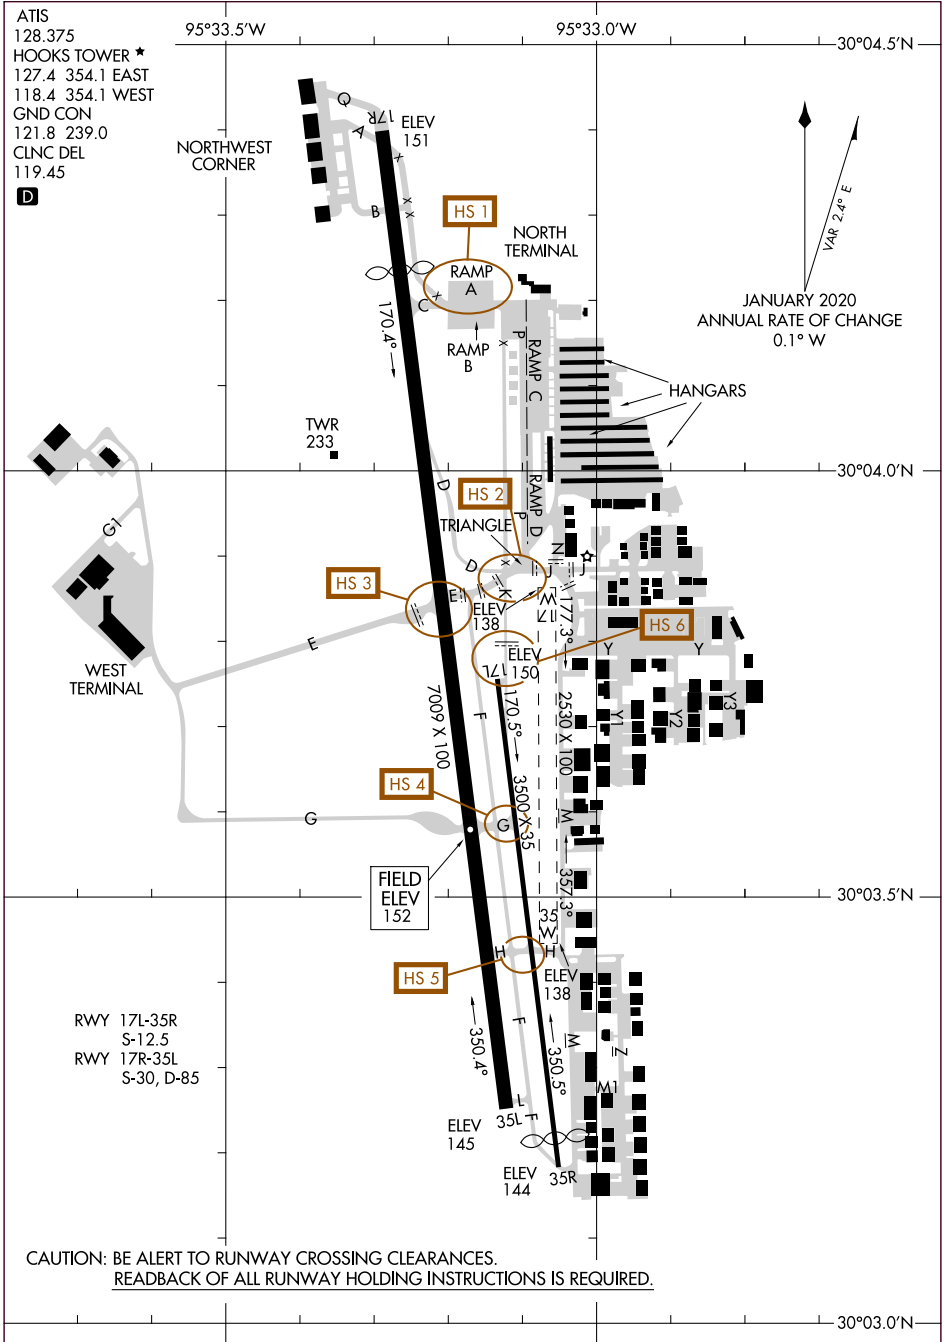 ATIS
128.375
HOOKS TOWER ★
127.4 354.1 EAST
118.4 354.1 WEST
GND CON
121.8 239.0
CLNC DEL
119.45
D
95°33.5'W
95°33.0'W
30°04.5'N
Q
A
17R
ELEV
151
NORTHWEST
CORNER
X
X
X
B
HS 1
NORTH
TERMINAL
VAR 2.4° E
JANUARY 2020
ANNUAL RATE OF CHANGE
0.1° W
RAMP
A
X
C
170.4°
RAMP
B
X
P
RAMP C
HANGARS
TWR
233
30°04.0'N
G1
D
HS 2
P
RAMP D
TRIANGLE
N
HS 3
D
X
J
J
E
K
ELEV
138
17
W
177.3°
HS 6
E
ELEV
150
17L
Y
Y
WEST
TERMINAL
7009 X 100
F
170.5°
2530 X 100
Y1
Y2
Y3
HS 4
G
G
3500 X 35
M
FIELD
ELEV
152
357.3°
30°03.5'N
35
W
H
H
HS 5
ELEV
138
RWY 17L-35R
S-12.5
RWY 17R-35L
S-30, D-85
350.4°
F
350.5°
M
Z
M1
L
F
35L
ELEV
145
ELEV
144
35R
CAUTION: BE ALERT TO RUNWAY CROSSING CLEARANCES.
READBACK OF ALL RUNWAY HOLDING INSTRUCTIONS IS REQUIRED.
30°03.0'N